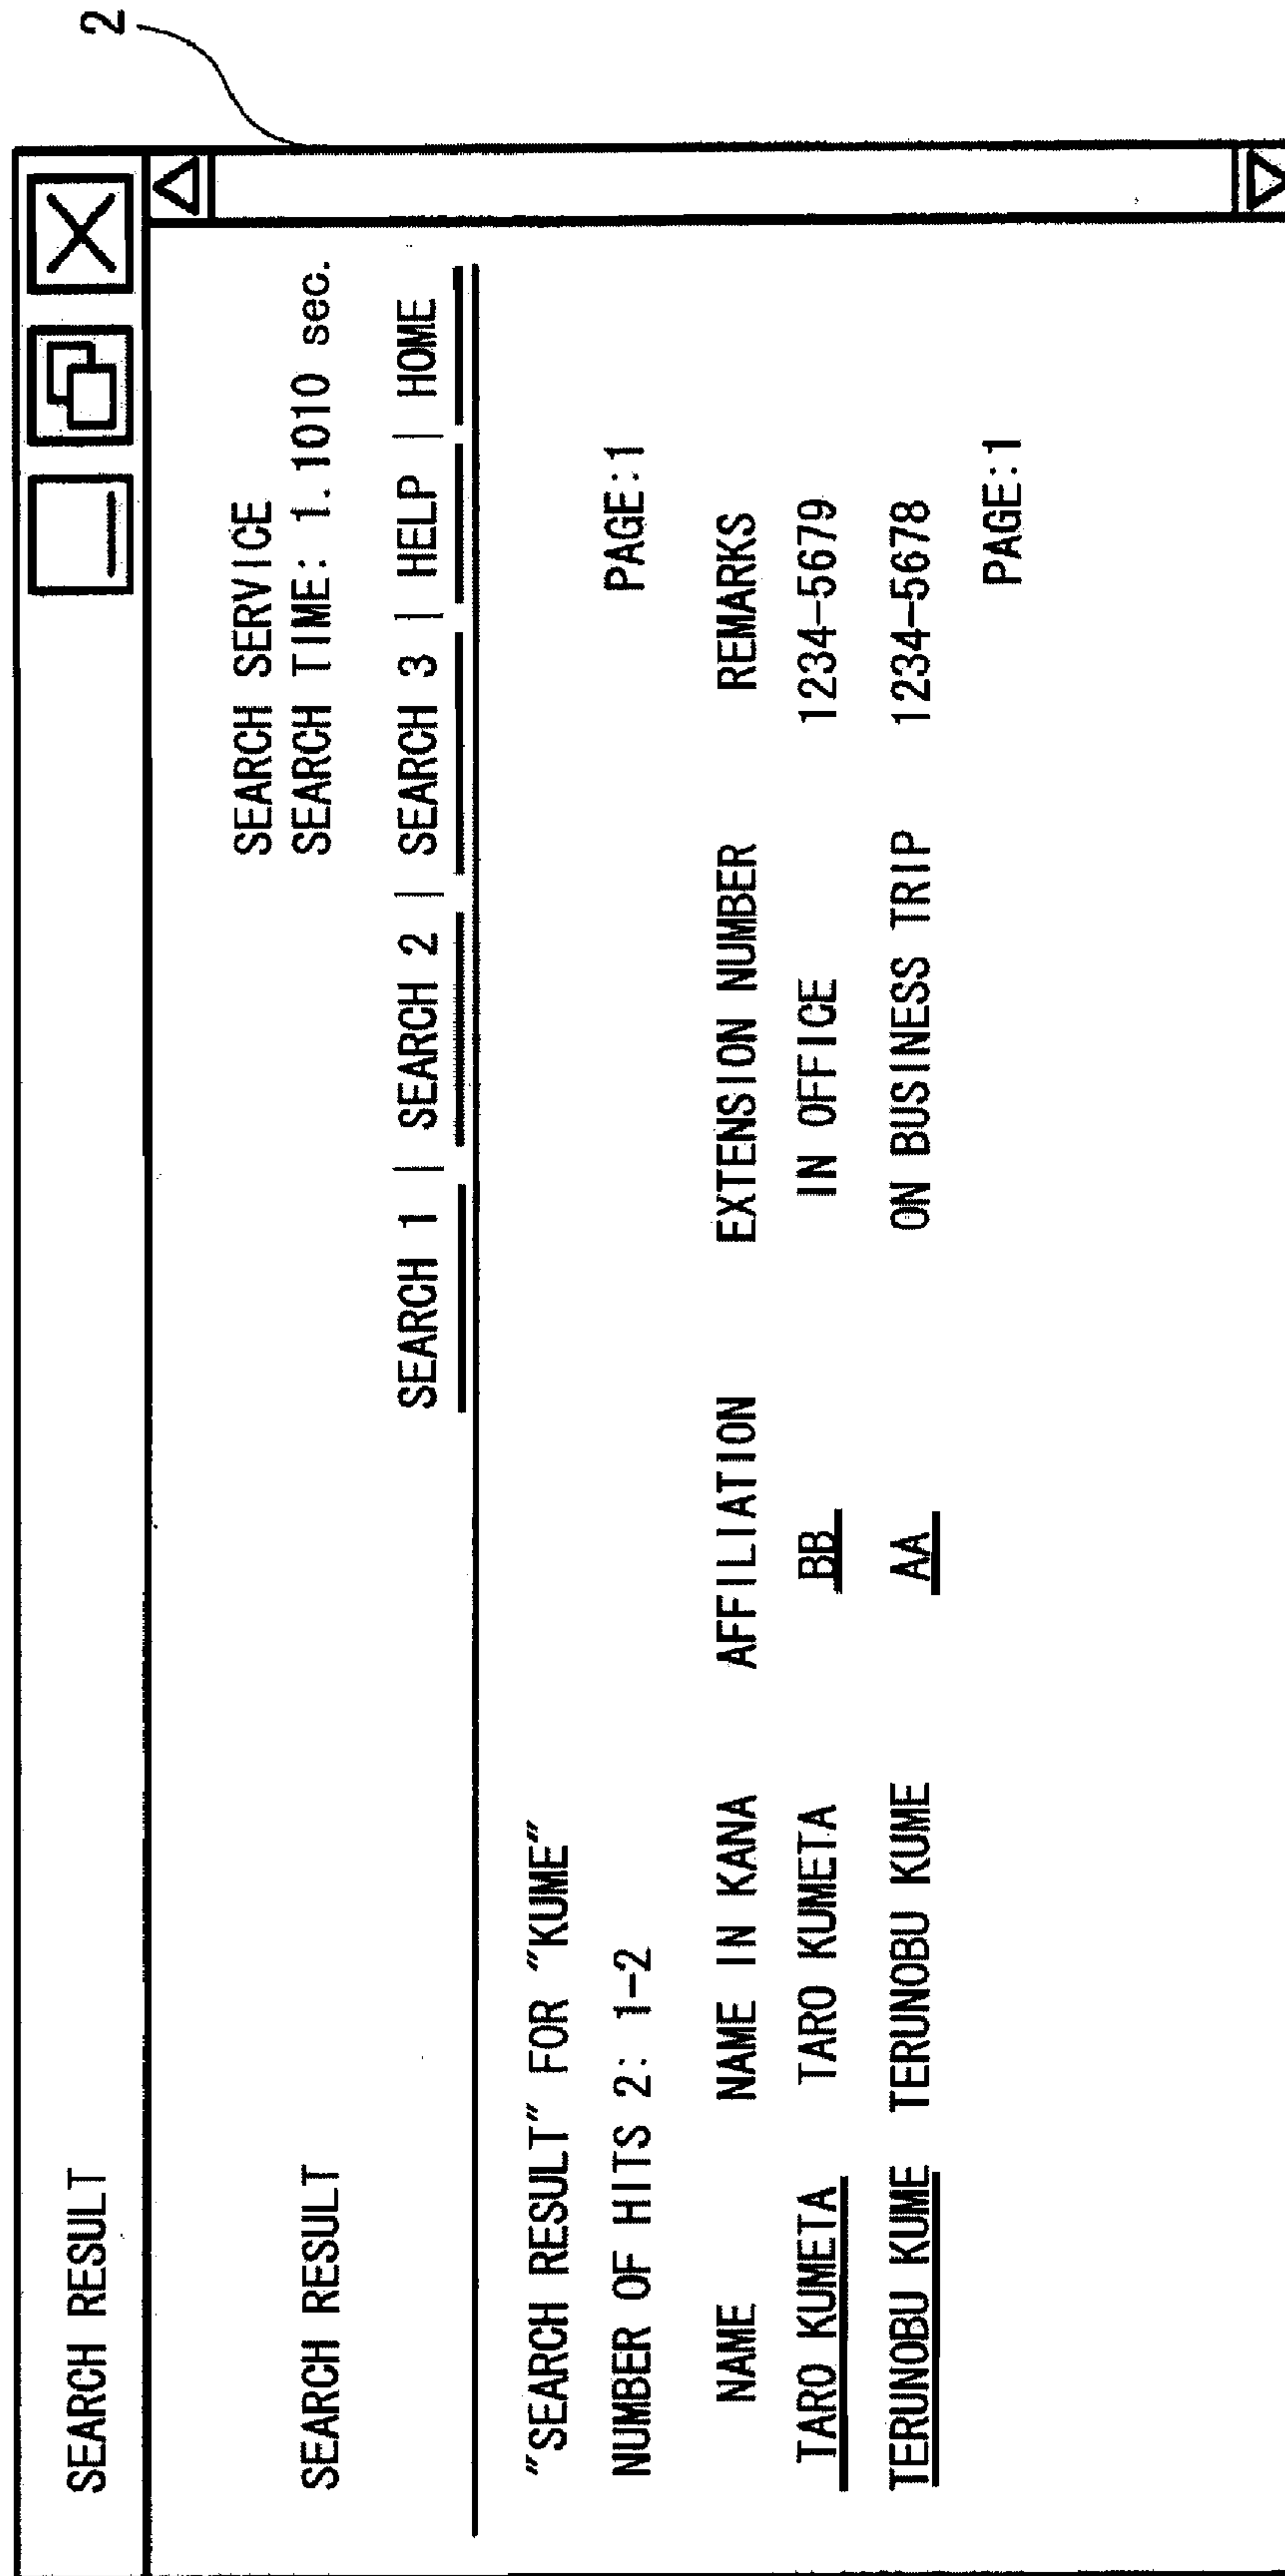 2
SEARCH RESULT
SEARCH SERVICE
SEARCH RESULT SEARCH TIME: 1.1010 sec.
SEARCH 1 | SEARCH 2 | SEARCH 3 | HELP | HOME
"SEARCH RESULT" FOR "KUME"
NUMBER OF HITS 2: 1-2 PAGE:1
NAME NAME IN KANA AFFILIATION EXTENSION NUMBER REMARKS
TARO KUMETA TARO KUMETA BB IN OFFICE 1234-5679
TERUNOBU KUME TERUNOBU KUME AA ON BUSINESS TRIP 1234-5678
PAGE:1